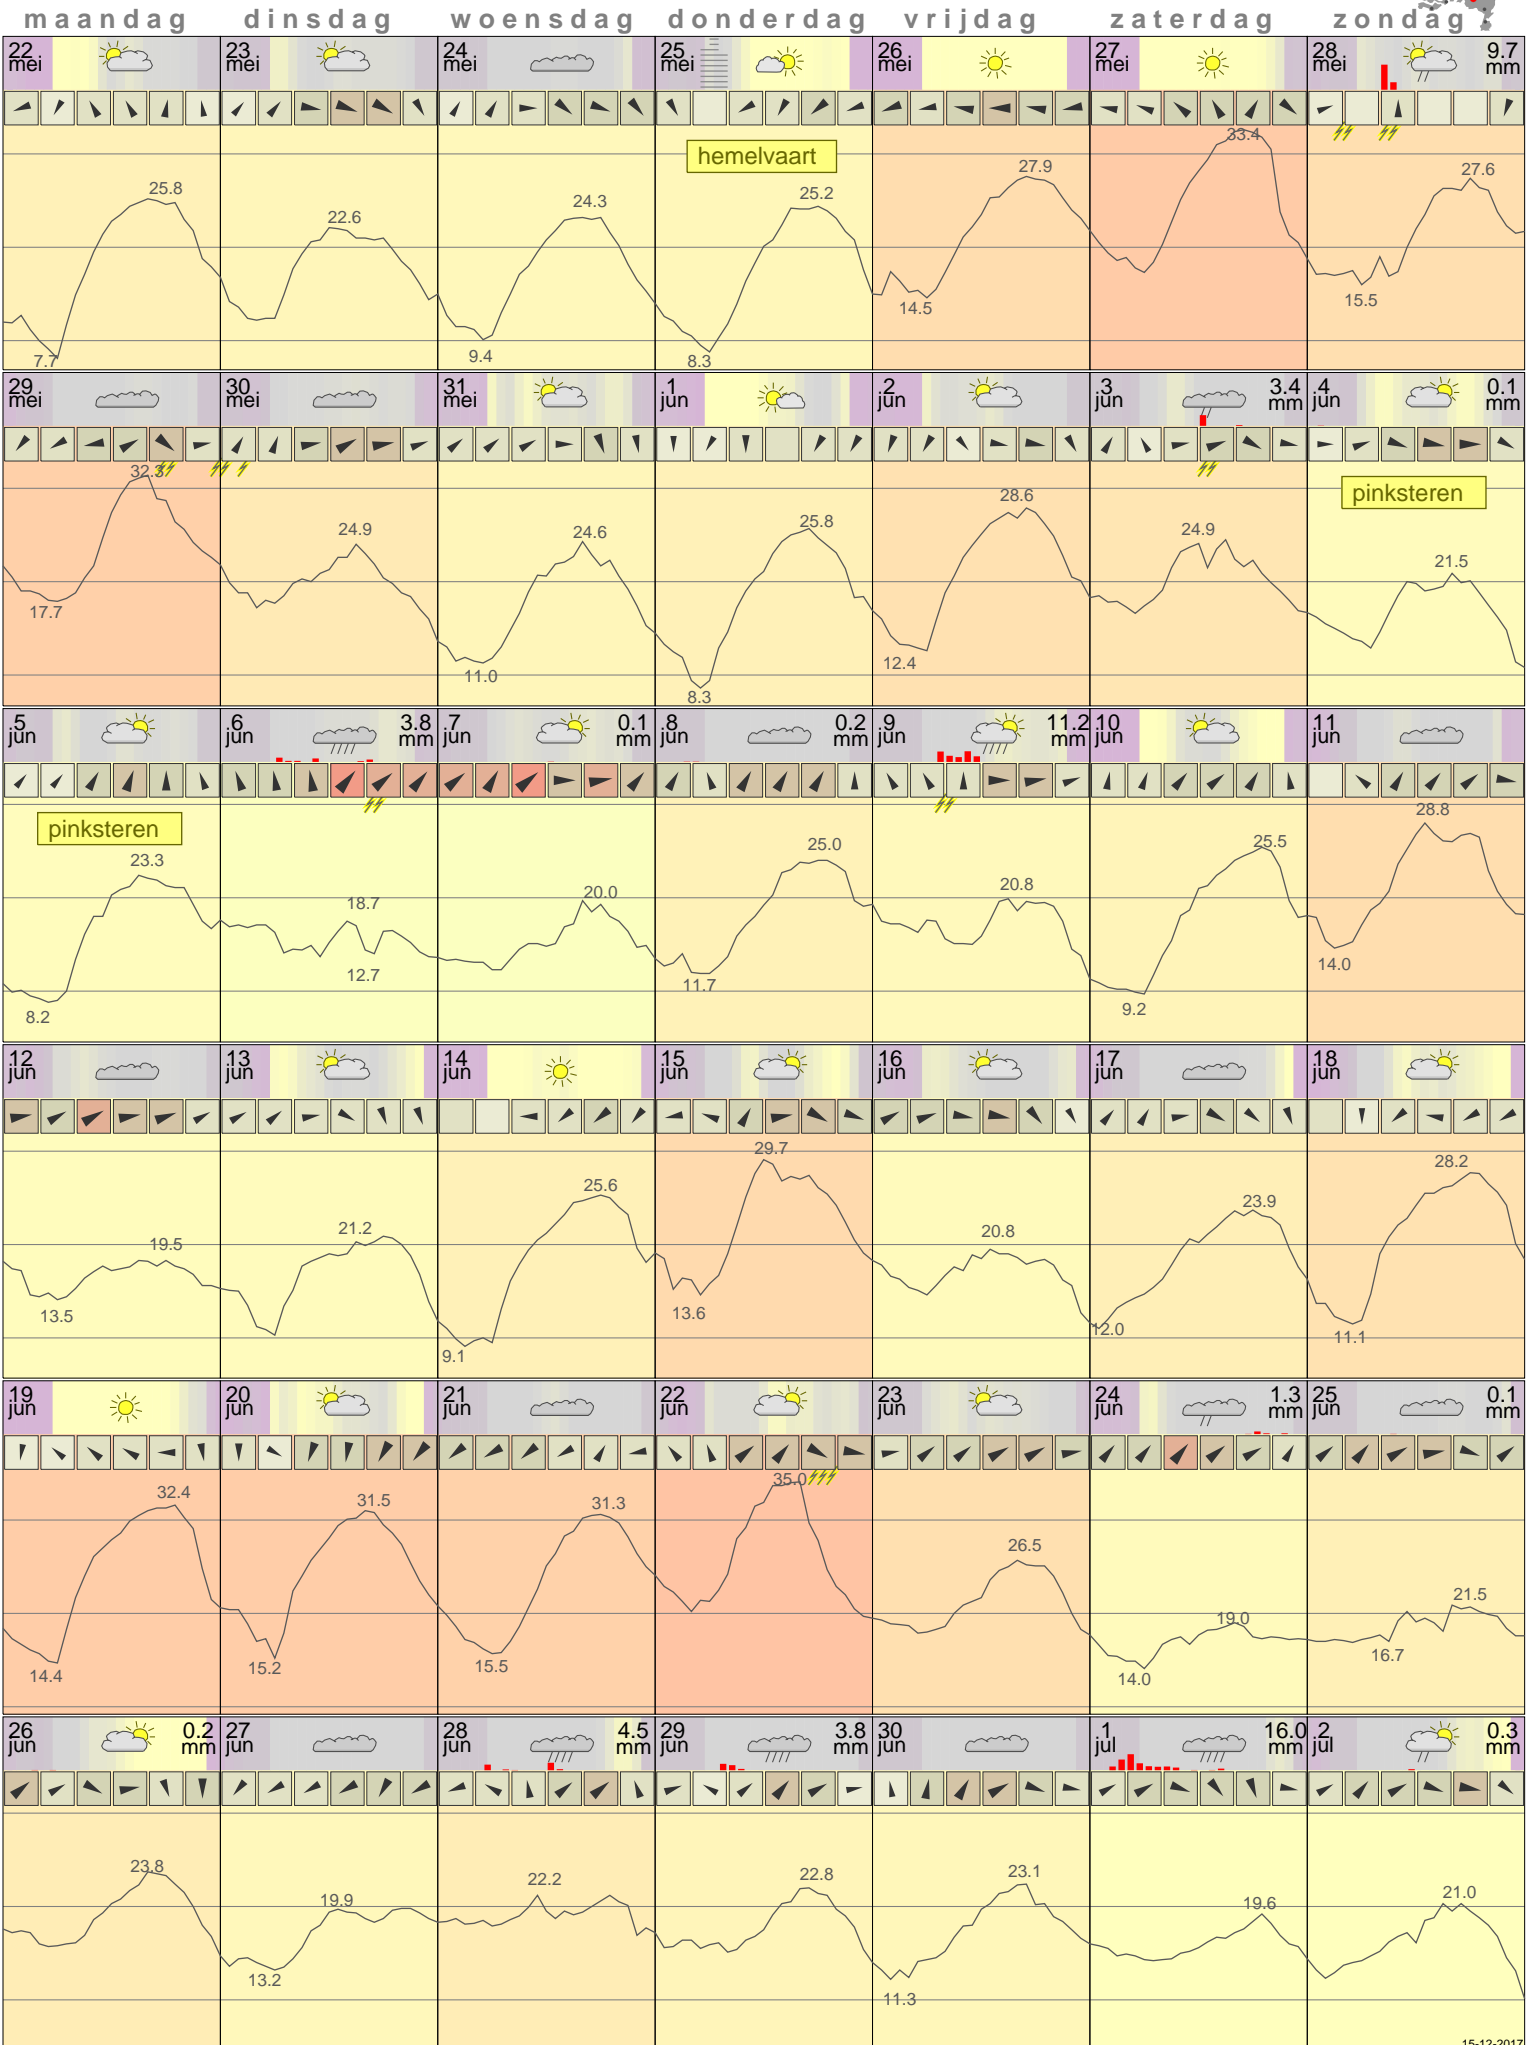 maandag dinsdag woensdag donderdag vrijdag zaterdag zondag
22 mei 23 mei 24 mei 25 mei 26 mei 27 mei 28 mei 9.7 mm
hemelvaart
25.8 22.6 24.3 25.2 27.9 33.4 27.6
7.7 9.4 8.3 14.5 15.5
29 mei 30 mei 31 mei .1 jun .2 jun .3 jun 3.4 mm .4 jun 0.1 mm
pinksteren
32.3 24.9 24.6 25.8 28.6 24.9 21.5
17.7 11.0 8.3 12.4
.5 jun .6 jun 3.8 mm .7 jun 0.1 mm .8 jun 0.2 mm .9 jun 11.2 mm 10 jun 11 jun
pinksteren
23.3 18.7 20.0 25.0 20.8 25.5 28.8
8.2 12.7 11.7 9.2 14.0
12 jun 13 jun 14 jun 15 jun 16 jun 17 jun 18 jun
19.5 21.2 25.6 29.7 20.8 23.9 28.2
13.5 9.1 13.6 12.0 11.1
19 jun 20 jun 21 jun 22 jun 23 jun 24 jun 1.3 mm 25 jun 0.1 mm
32.4 31.5 31.3 35.0 26.5 19.0 21.5
14.4 15.2 15.5 14.0 16.7
26 jun 0.2 mm 27 jun 28 jun 4.5 mm 29 jun 3.8 mm 30 jun .1 jul 16.0 mm .2 jul 0.3 mm
23.8 19.9 22.2 22.8 23.1 19.6 21.0
13.2 11.3
15-12-2017